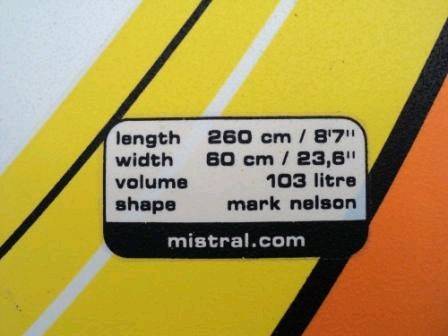 length 260 cm / 8'7"
width 60 cm / 23,6"
volume 103 litre
shape mark nelson
mistral.com